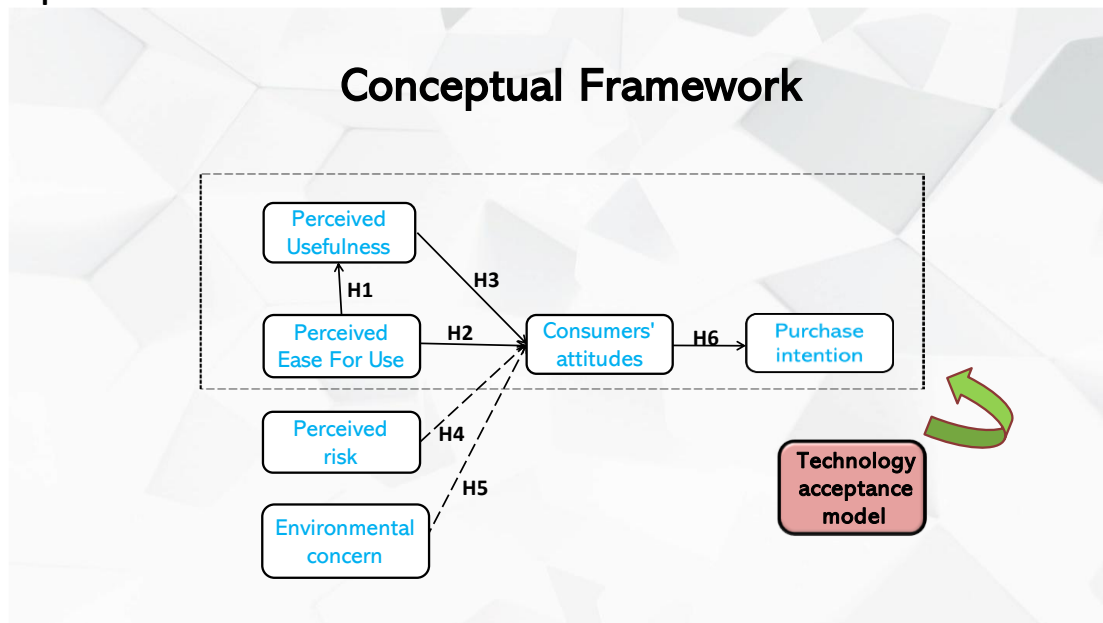 Conceptual Framework
Perceived
Usefulness
H1
H3
Perceived
Ease For Use
H2
Consumers'
attitudes
H6
Purchase
intention
Perceived
risk
H4
H5
Environmental
concern
Technology
acceptance
model